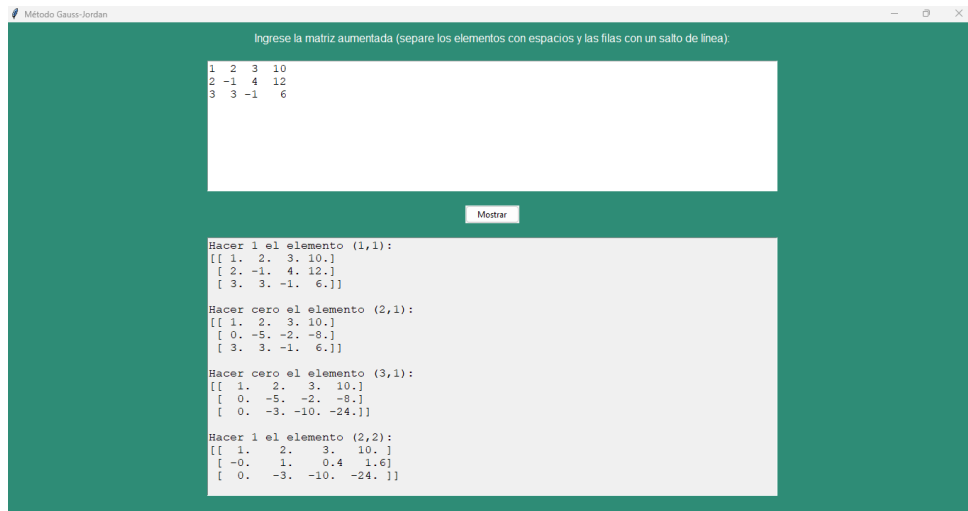 Método Gauss-Jordan
Ingrese la matriz aumentada (separe los elementos con espacios y las filas con un salto de línea):
1  2  3  10
2 -1  4  12
3  3 -1   6
Mostrar
Hacer 1 el elemento (1,1):
[[ 1.  2.  3. 10.]
 [ 2. -1.  4. 12.]
 [ 3.  3. -1.  6.]]
Hacer cero el elemento (2,1):
[[ 1.  2.  3. 10.]
 [ 0. -5. -2. -8.]
 [ 3.  3. -1.  6.]]
Hacer cero el elemento (3,1):
[[  1.   2.   3.  10.]
 [  0.  -5.  -2.  -8.]
 [  0.  -3. -10. -24.]]
Hacer 1 el elemento (2,2):
[[  1.    2.    3.   10. ]
 [ -0.    1.    0.4   1.6]
 [  0.   -3.  -10.  -24. ]]